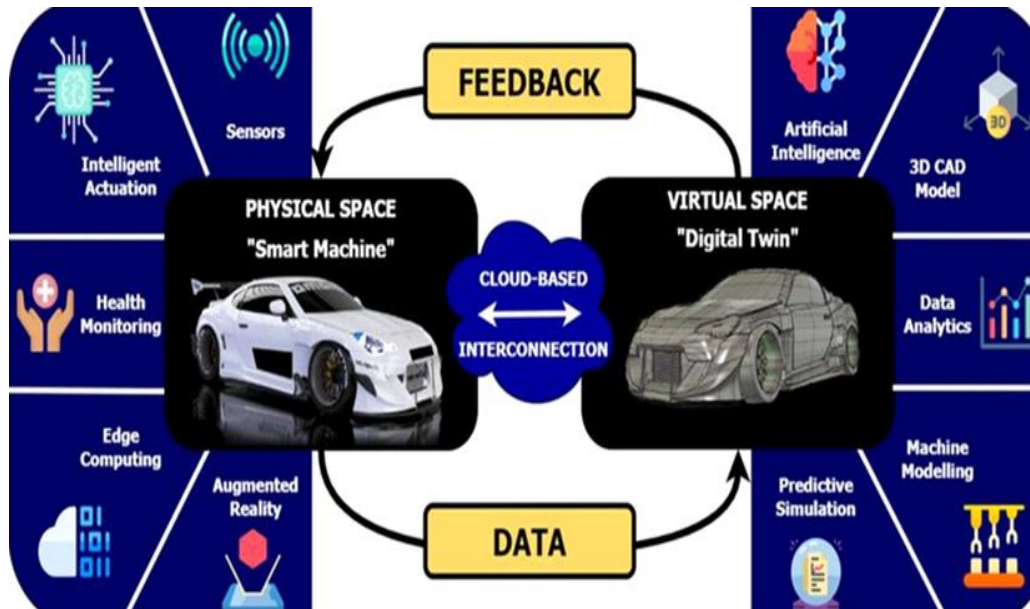 FEEDBACK
Sensors
Intelligent
Actuation
Health
Monitoring
Edge
Computing
Augmented
Reality
PHYSICAL SPACE
"Smart Machine"
CLOUD-BASED
INTERCONNECTION
VIRTUAL SPACE
"Digital Twin"
Artificial
Intelligence
3D
3D CAD
Model
Data
Analytics
Machine
Modelling
Predictive
Simulation
DATA